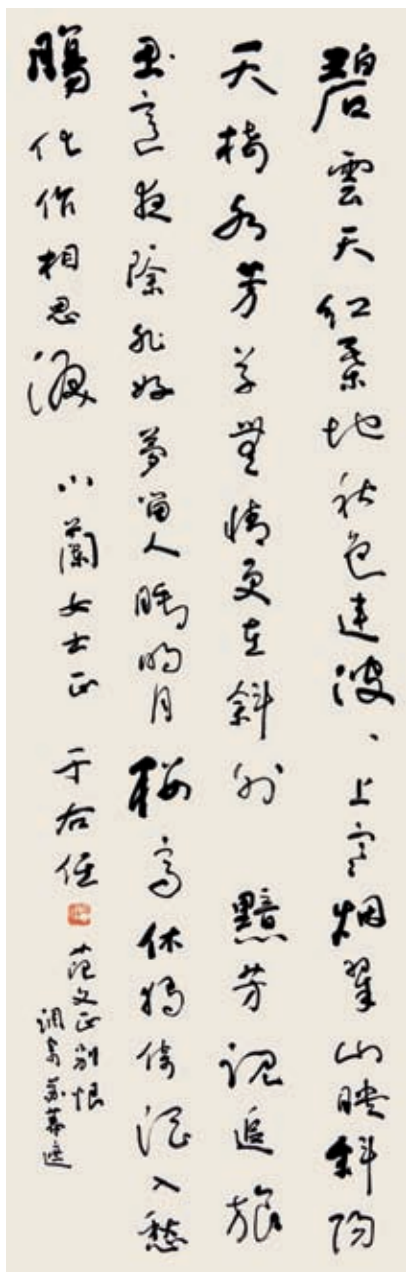 碧雲天紅葉地秋色連波、上寒烟翠山映斜陽
天接水芳草無情更在斜外　黯芳魂追旅
思夜除非好夢留人睡明月樓高休獨倚酒入愁
腸化作相思淚　小蘭女士正　于右任
范文正別恨
調寄蘇幕遮